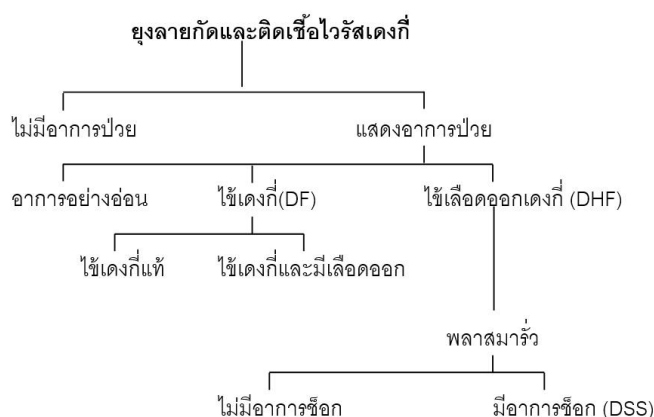 ยุงลายกัดและติดเชื้อไวรัสเดงกี่
ไม่มีอาการป่วย แสดงอาการป่วย
อาการอย่างอ่อน ไข้เดงกี่(DF) ไข้เลือดออกเดงกี่ (DHF)
ไข้เดงกี่แท้ ไข้เดงกี่และมีเลือดออก
พลาสมารั่ว
ไม่มีอาการช็อก มีอาการช็อก (DSS)